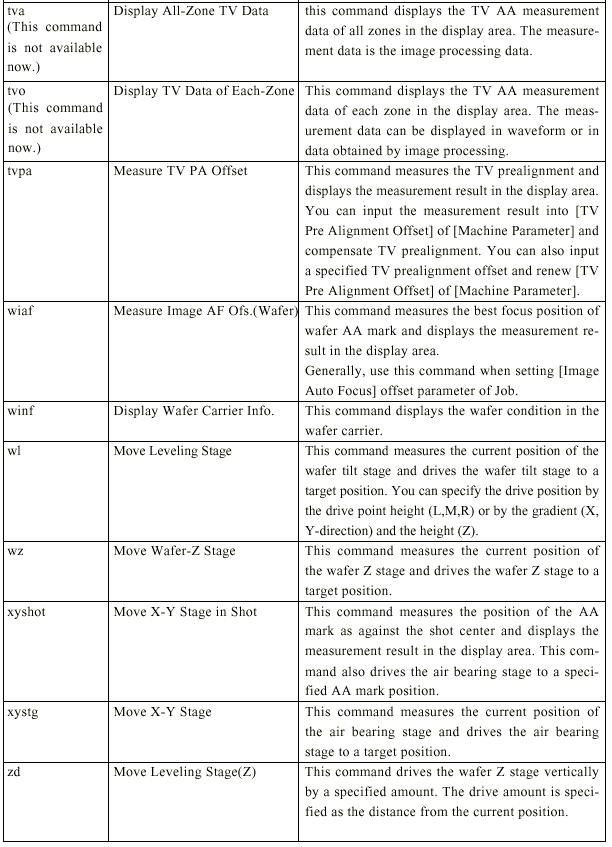 tva
(This command
is not available
now.)
Display All-Zone TV Data
this command displays the TV AA measurement
data of all zones in the display area. The measure-
ment data is the image processing data.
tvo
(This command
is not available
now.)
Display TV Data of Each-Zone
This command displays the TV AA measurement
data of each zone in the display area. The meas-
urement data can be displayed in waveform or in
data obtained by image processing.
tvpa
Measure TV PA Offset
This command measures the TV prealignment and
displays the measurement result in the display area.
You can input the measurement result into [TV
Pre Alignment Offset] of [Machine Parameter] and
compensate TV prealignment. You can also input
a specified TV prealignment offset and renew [TV
Pre Alignment Offset] of [Machine Parameter].
wiaf
Measure Image AF Ofs.(Wafer)
This command measures the best focus position of
wafer AA mark and displays the measurement re-
sult in the display area.
Generally, use this command when setting [Image
Auto Focus] offset parameter of Job.
winf
Display Wafer Carrier Info.
This command displays the wafer condition in the
wafer carrier.
wl
Move Leveling Stage
This command measures the current position of the
wafer tilt stage and drives the wafer tilt stage to a
target position. You can specify the drive position by
the drive point height (L,M,R) or by the gradient (X,
Y-direction) and the height (Z).
wz
Move Wafer-Z Stage
This command measures the current position of
the wafer Z stage and drives the wafer Z stage to a
target position.
xyshot
Move X-Y Stage in Shot
This command measures the position of the AA
mark as against the shot center and displays the
measurement result in the display area. This com-
mand also drives the air bearing stage to a speci-
fied AA mark position.
xystg
Move X-Y Stage
This command measures the current position of
the air bearing stage and drives the air bearing
stage to a target position.
zd
Move Leveling Stage(Z)
This command drives the wafer Z stage vertically
by a specified amount. The drive amount is speci-
fied as the distance from the current position.